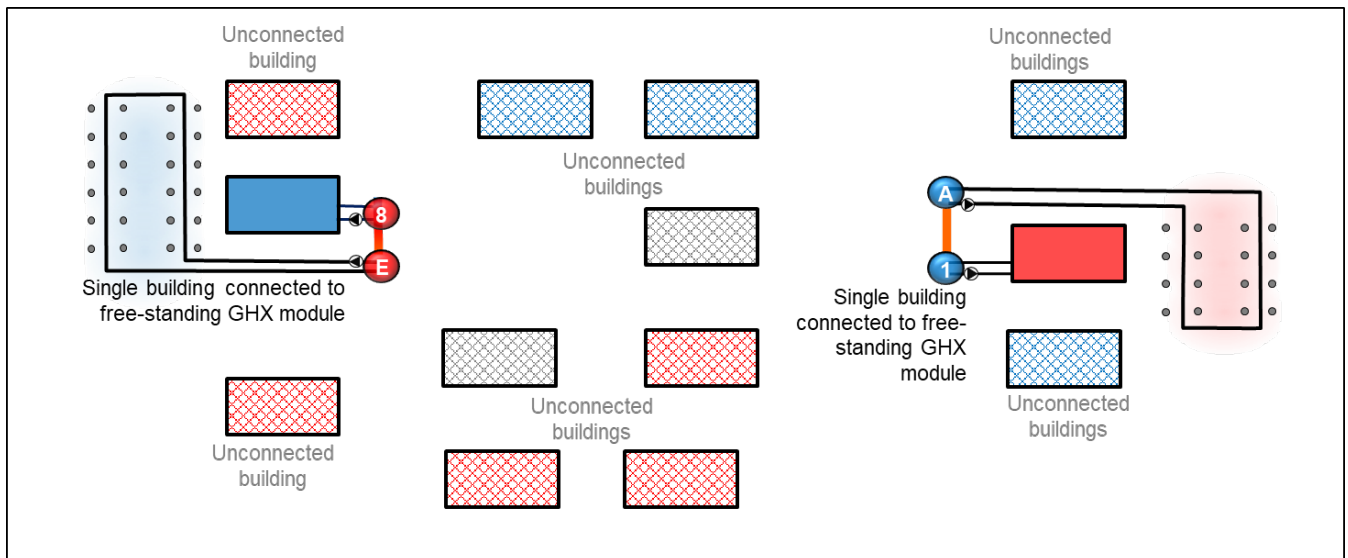 Unconnected
building
Unconnected
buildings
Unconnected
buildings
8
E
Single building connected to
free-standing GHX module
A
1
Single building
connected to free-
standing GHX
module
Unconnected
building
Unconnected
buildings
Unconnected
buildings